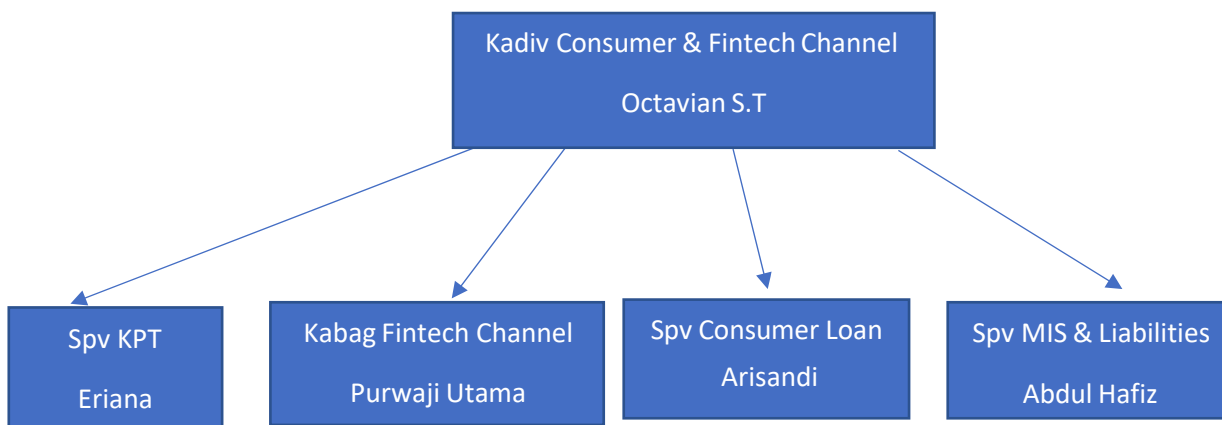 Kadiv Consumer & Fintech Channel
Octavian S.T
Spv KPT
Eriana
Kabag Fintech Channel
Purwaji Utama
Spv Consumer Loan
Arisandi
Spv MIS & Liabilities
Abdul Hafiz